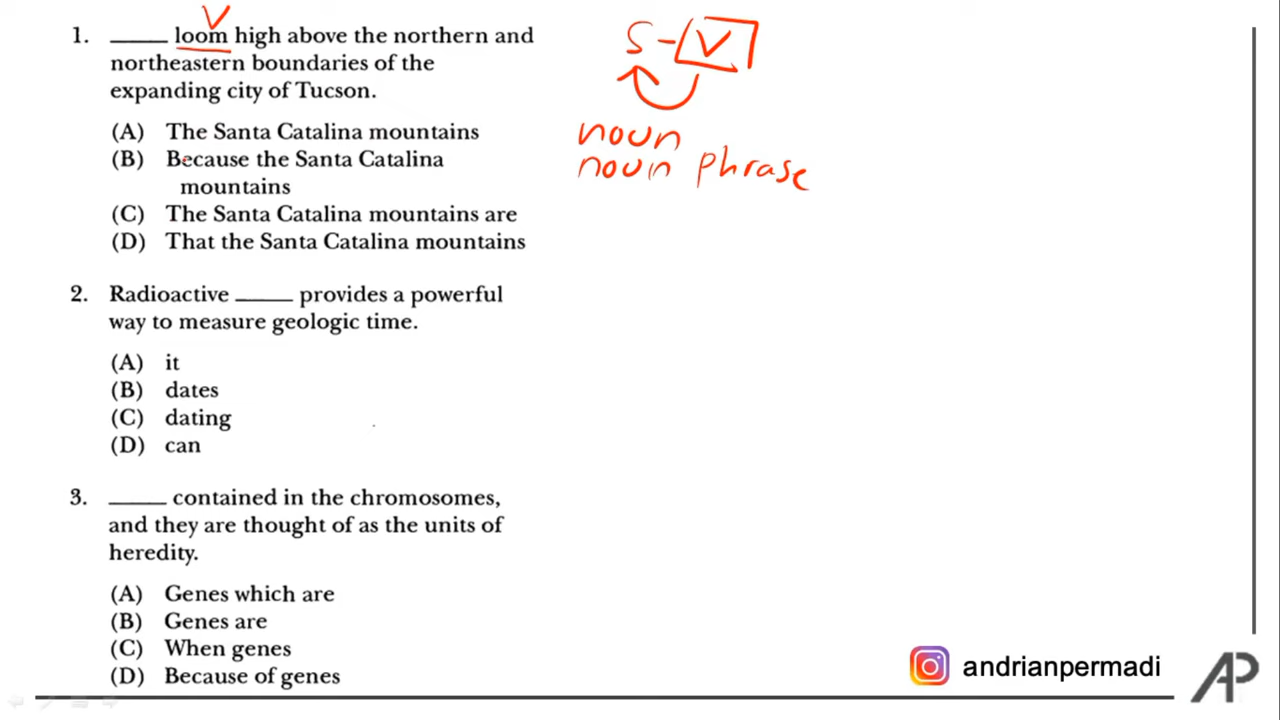 V
1. _____ loom high above the northern and
northeastern boundaries of the
expanding city of Tucson.
(A) The Santa Catalina mountains
(B) Because the Santa Catalina
mountains
(C) The Santa Catalina mountains are
(D) That the Santa Catalina mountains
S - V
noun
noun phrase
2. Radioactive _____ provides a powerful
way to measure geologic time.
(A) it
(B) dates
(C) dating
(D) can
3. _____ contained in the chromosomes,
and they are thought of as the units of
heredity.
(A) Genes which are
(B) Genes are
(C) When genes
(D) Because of genes
andrianpermadi
AP